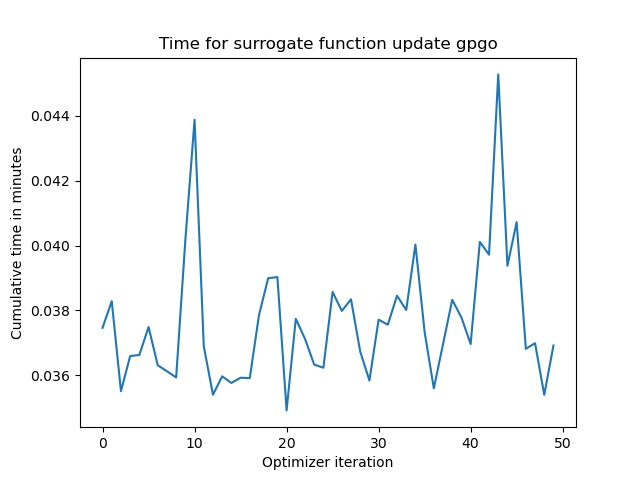 Time for surrogate function update gpgo
Cumulative time in minutes
0.044
0.042
0.040
0.038
0.036
0 10 20 30 40 50
Optimizer iteration